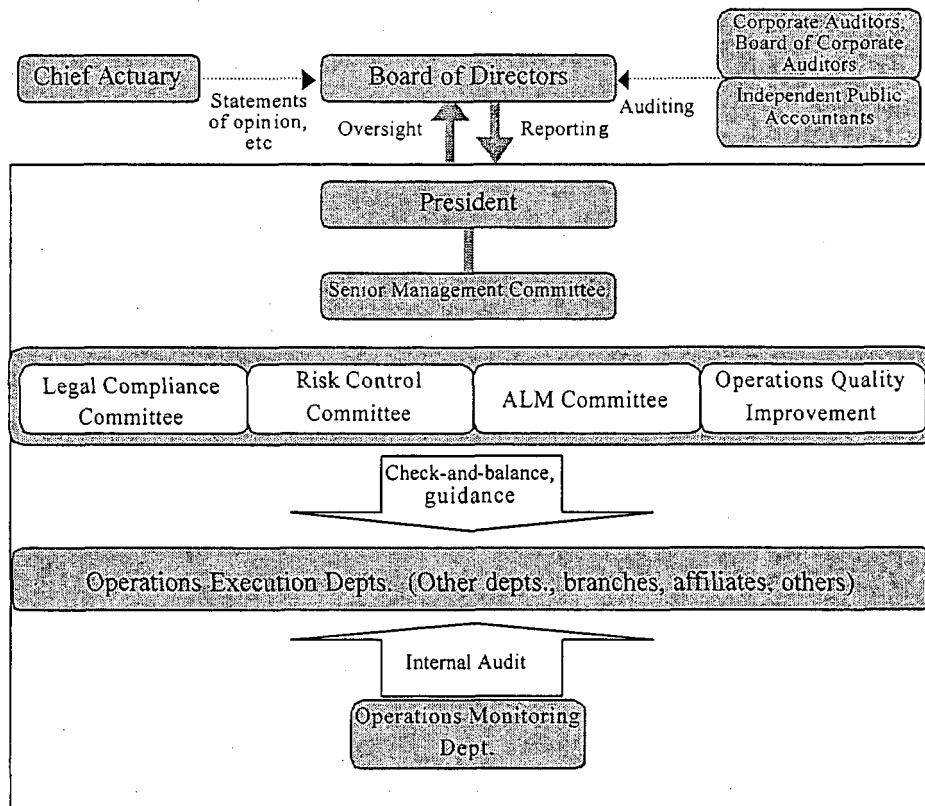 Corporate Auditors,
Board of Corporate
Auditors
Chief Actuary
Board of Directors
Independent Public
Accountants
Statements
of opinion,
etc
Oversight
Reporting
Auditing
President
Senior Management Committee
Legal Compliance
Committee
Risk Control
Committee
ALM Committee
Operations Quality
Improvement
Check-and-balance,
guidance
Operations Execution Depts. (Other depts., branches, affiliates, others)
Internal Audit
Operations Monitoring
Dept.